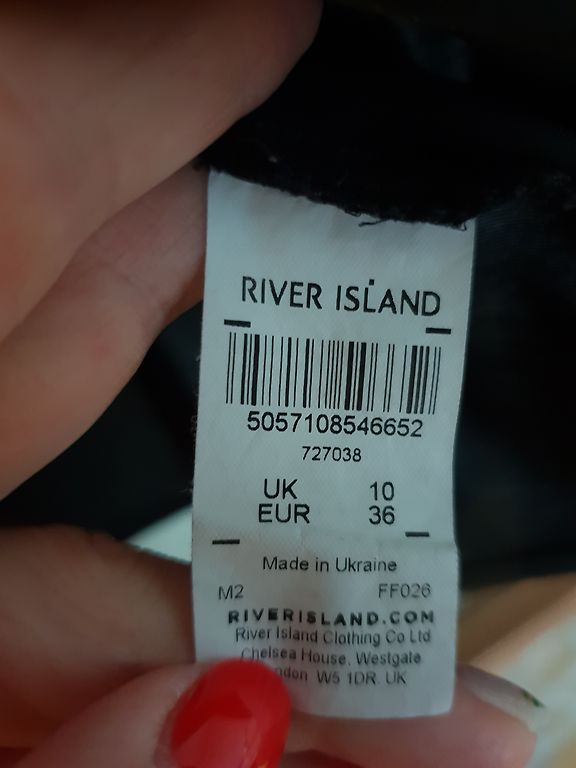 RIVER ISLAND
5057108546652
727038
UK 10
EUR 36
Made in Ukraine
M2 FF026
RIVERISLAND.COM
River Island Clothing Co Ltd
Chelsea House, Westgate
W5 1DR. UK